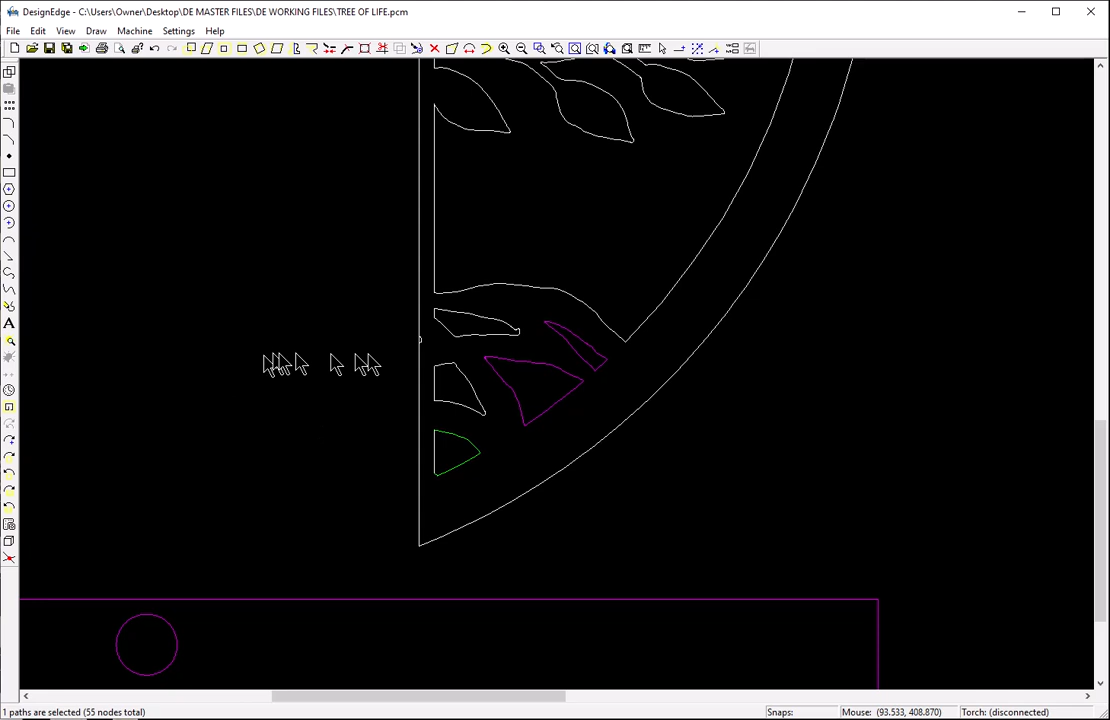 DesignEdge - C:\Users\Owner\Desktop\DE MASTER FILES\DE WORKING FILES\TREE OF LIFE.pcm
File Edit View Draw Machine Settings Help
A
1 paths are selected (55 nodes total) Snaps: Mouse: (93.533, 408.870) Torch: (disconnected)